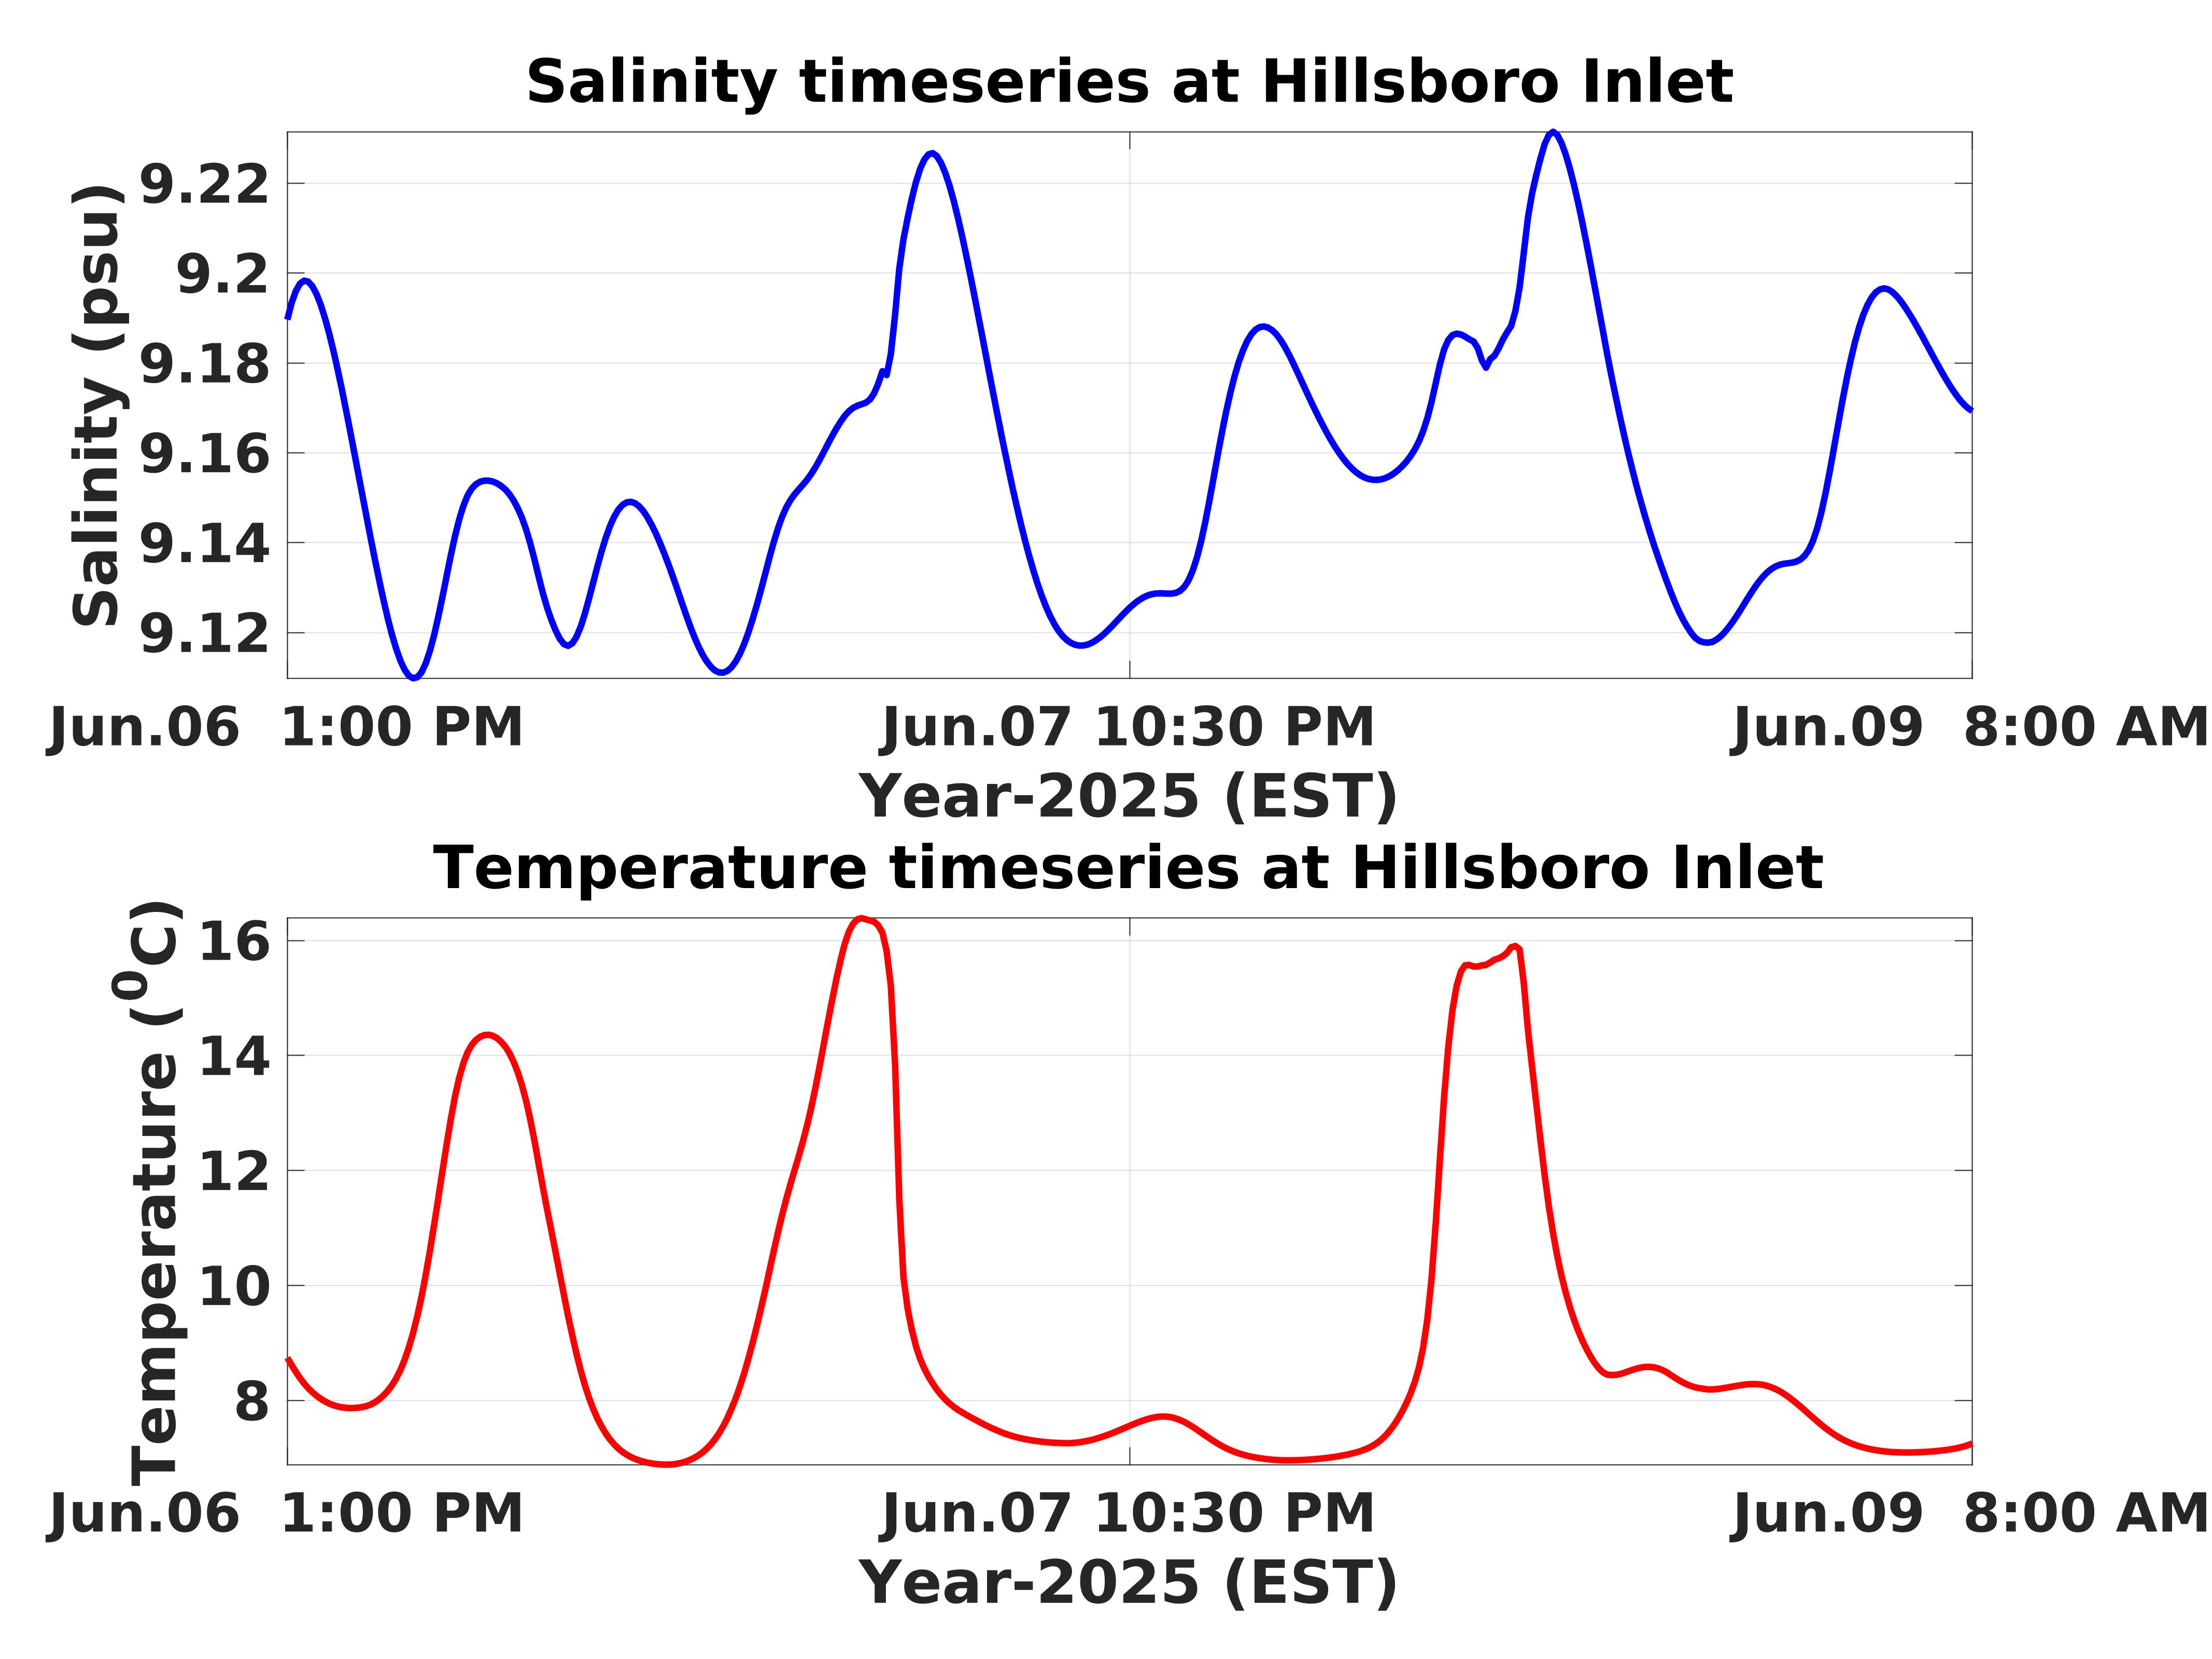 Salinity timeseries at Hillsboro Inlet
Salinity (psu)
9.22
9.2
9.18
9.16
9.14
9.12
Jun.06  1:00 PM
Jun.07 10:30 PM
Jun.09  8:00 AM
Year-2025 (EST)
Temperature timeseries at Hillsboro Inlet
Temperature (⁰C)
16
14
12
10
8
Jun.06  1:00 PM
Jun.07 10:30 PM
Jun.09  8:00 AM
Year-2025 (EST)